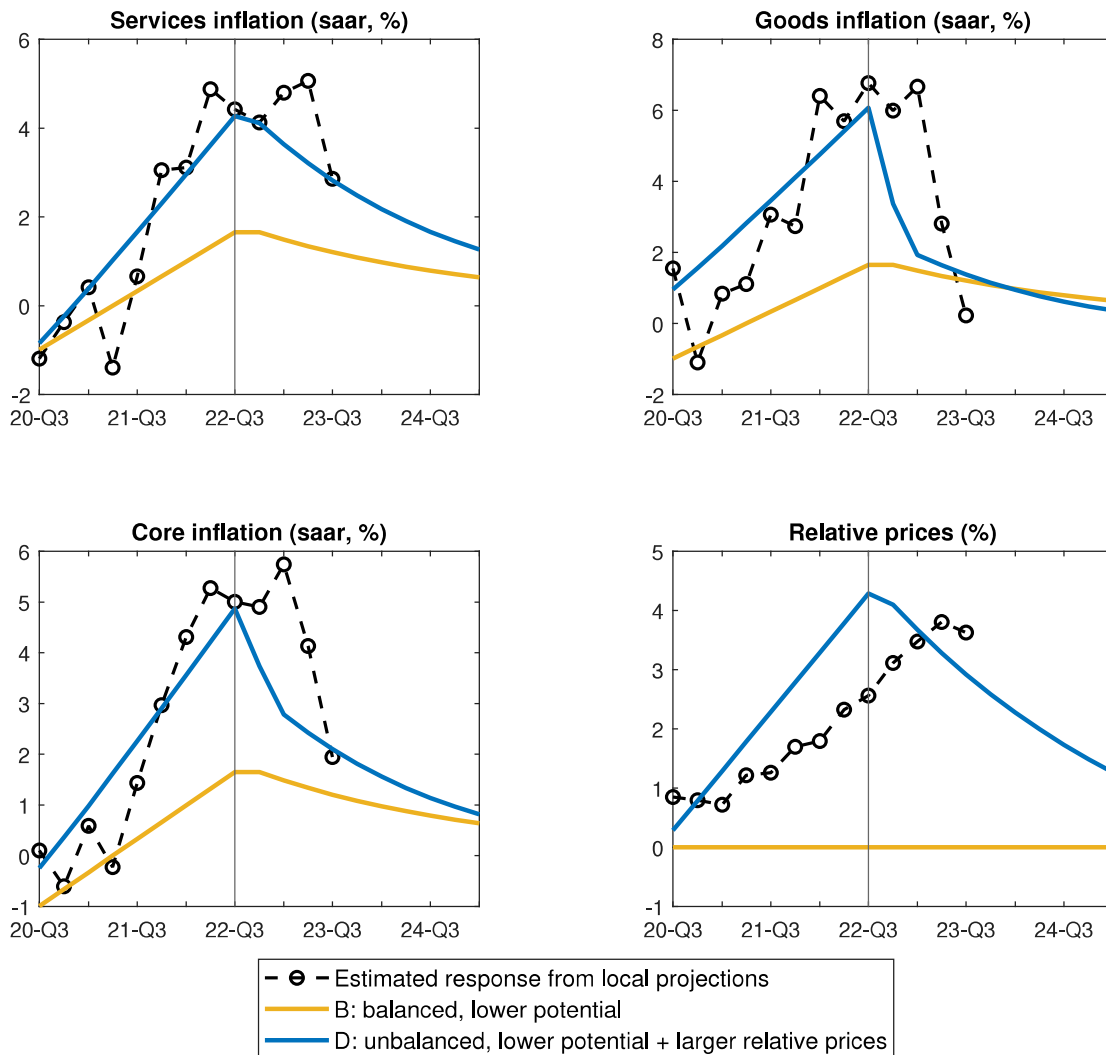 Services inflation (saar, %)
6
4
2
0
-2
20-Q3 21-Q3 22-Q3 23-Q3 24-Q3
Goods inflation (saar, %)
8
6
4
2
0
-2
20-Q3 21-Q3 22-Q3 23-Q3 24-Q3
Core inflation (saar, %)
6
5
4
3
2
1
0
-1
20-Q3 21-Q3 22-Q3 23-Q3 24-Q3
Relative prices (%)
5
4
3
2
1
0
-1
20-Q3 21-Q3 22-Q3 23-Q3 24-Q3
Estimated response from local projections
B: balanced, lower potential
D: unbalanced, lower potential + larger relative prices